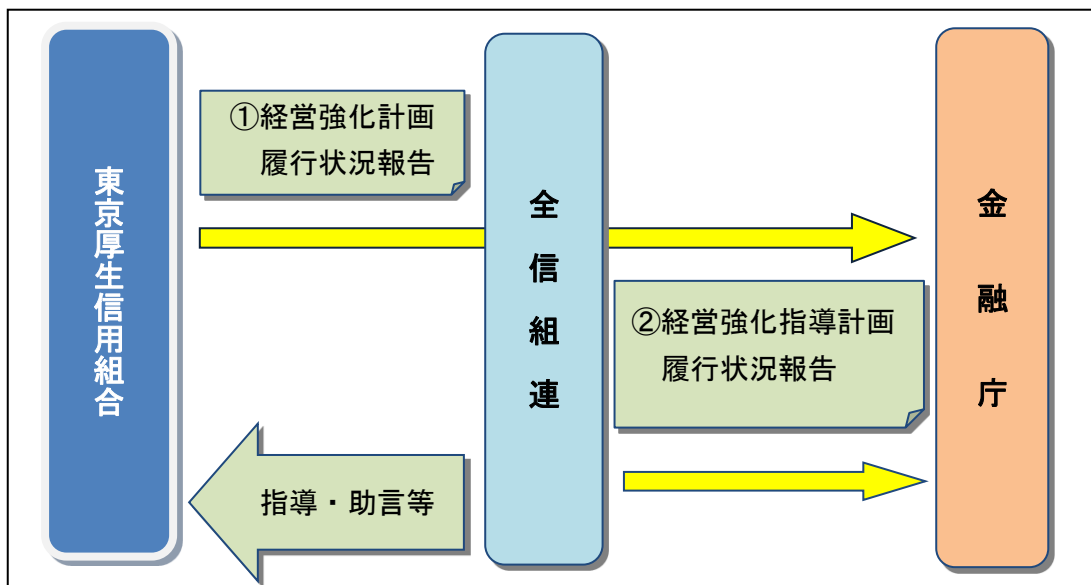 東京厚生信用組合
①経営強化計画
履行状況報告
全信組連
②経営強化指導計画
履行状況報告
金融庁
指導・助言等